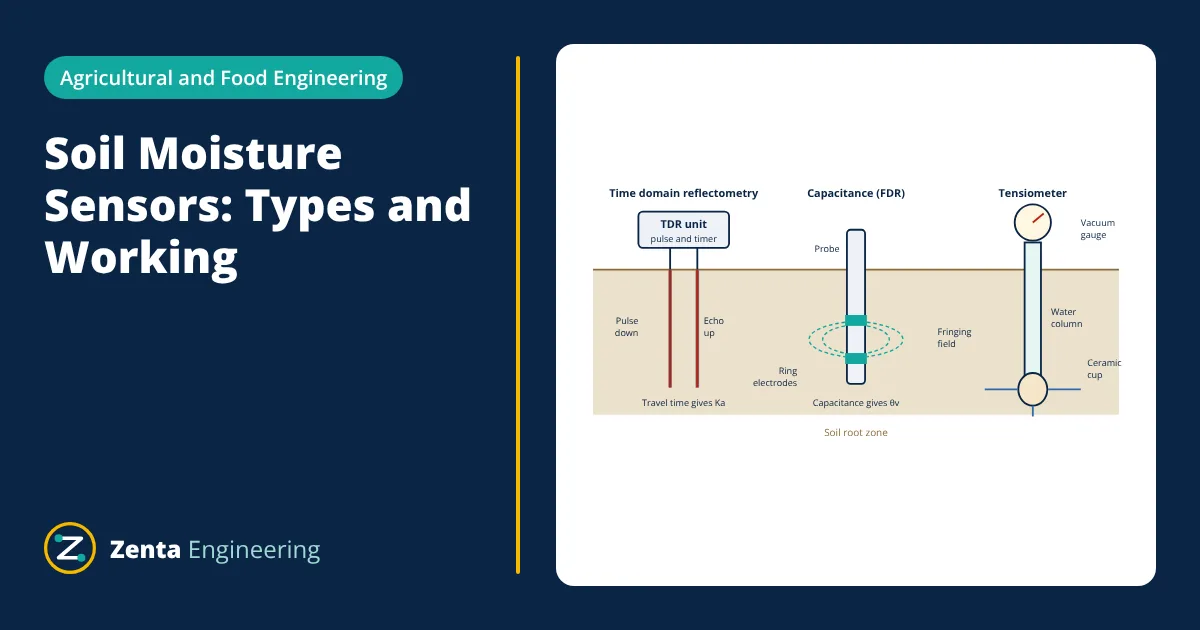 Agricultural and Food Engineering
Soil Moisture
Sensors: Types and
Working
Z
Zenta Engineering
Time domain reflectometry
TDR unit
pulse and timer
Pulse
down
Echo
up
Travel time gives Ka
Capacitance (FDR)
Probe
Ring
electrodes
Fringing
field
Capacitance gives θv
Tensiometer
Vacuum
gauge
Water
column
Ceramic
cup
Soil root zone